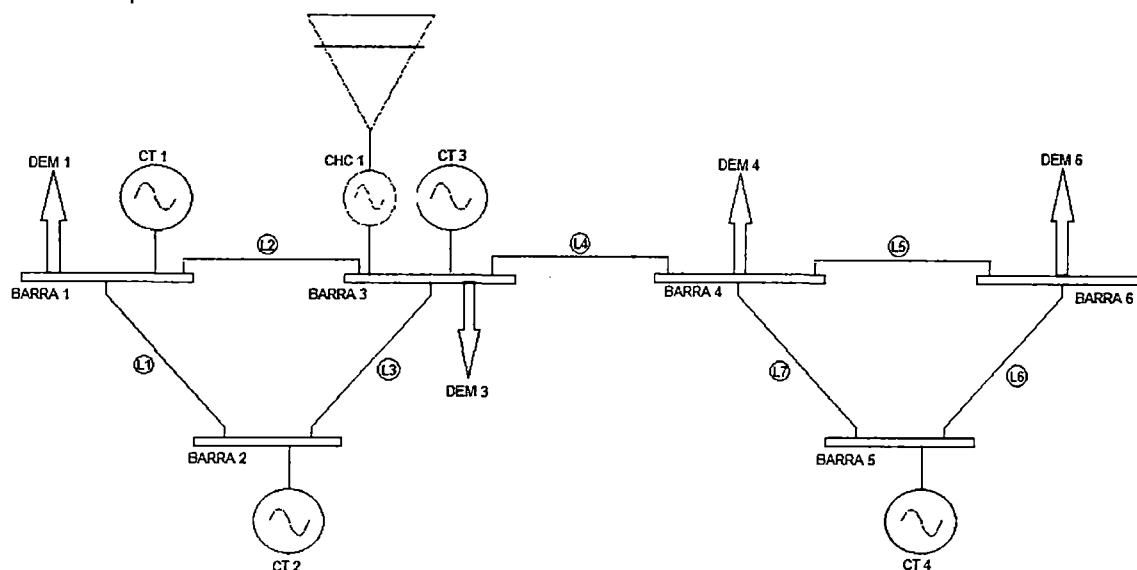 DEM 1
CT 1
CHC 1
CT 3
DEM 4
DEM 6
L2
L4
L5
BARRA 1
BARRA 3
BARRA 4
BARRA 6
L1
L3
DEM 3
L7
L6
BARRA 2
BARRA 5
CT 2
CT 4